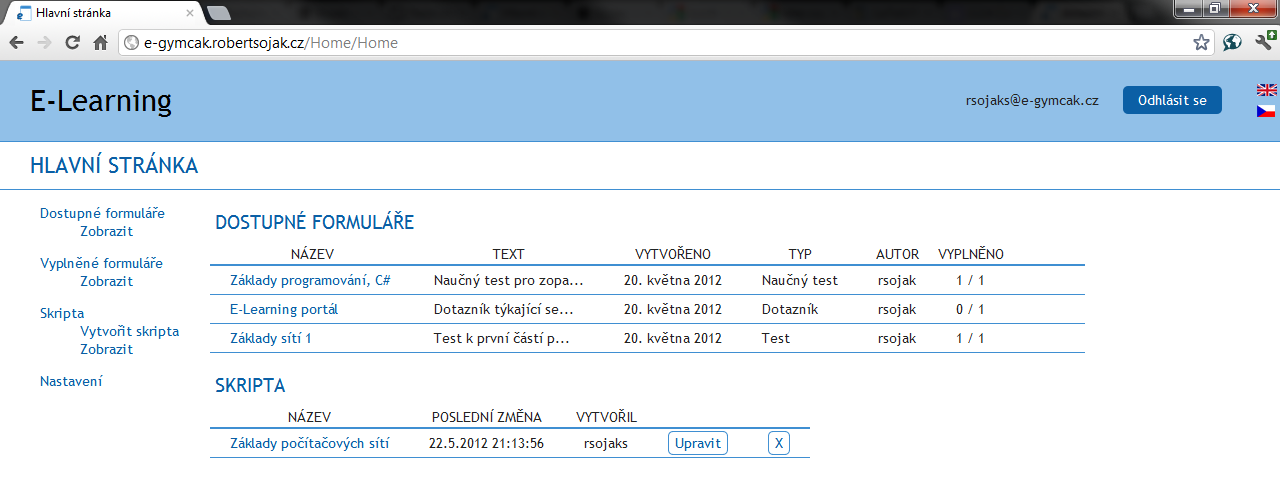 Hlavní stránka
e-gymcak.robertsojak.cz/Home/Home
E-Learning
rsojaks@e-gymcak.cz
Odhlásit se
HLAVNÍ STRÁNKA
Dostupné formuláře
Zobrazit
Vyplněné formuláře
Zobrazit
Skripta
Vytvořit skripta
Zobrazit
Nastavení
DOSTUPNÉ FORMULÁŘE
NÁZEV TEXT VYTVOŘENO TYP AUTOR VYPLNĚNO
Základy programování, C# Naučný test pro zopa... 20. května 2012 Naučný test rsojak 1 / 1
E-Learning portál Dotazník týkající se... 20. května 2012 Dotazník rsojak 0 / 1
Základy sítí 1 Test k první částí p... 20. května 2012 Test rsojak 1 / 1
SKRIPTA
NÁZEV POSLEDNÍ ZMĚNA VYTVOŘIL
Základy počítačových sítí 22.5.2012 21:13:56 rsojaks Upravit X